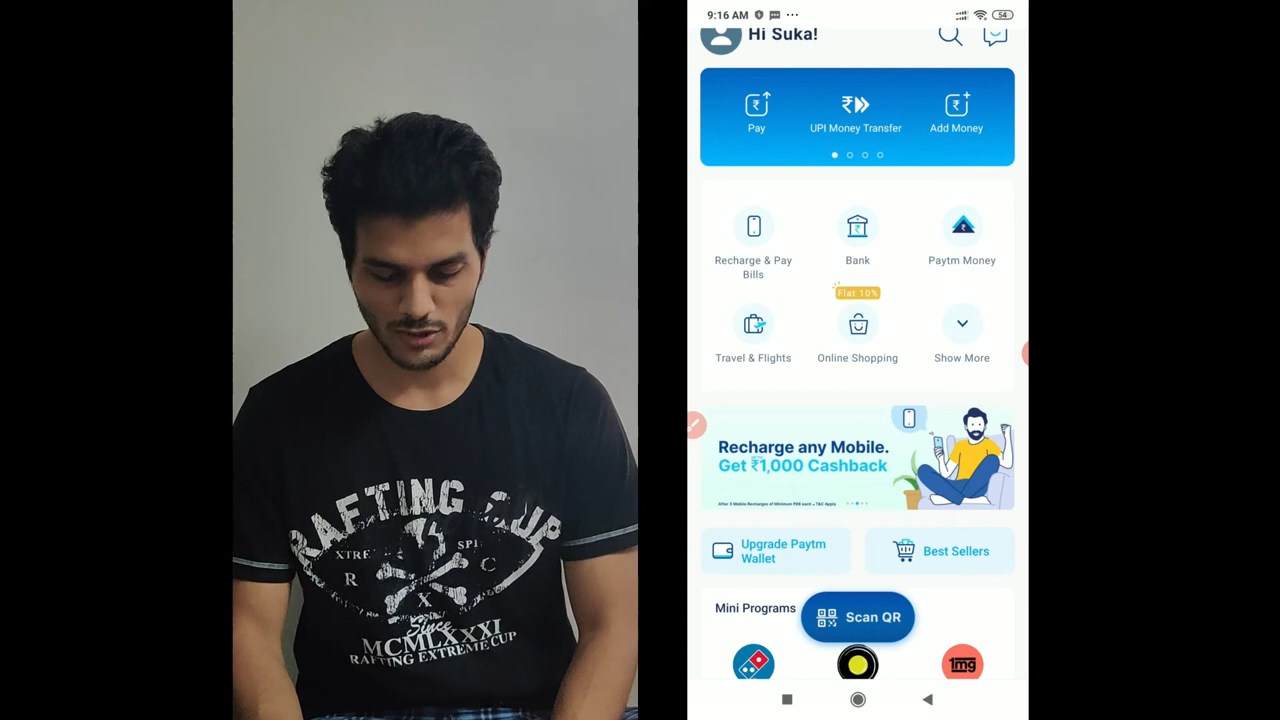 9:16 AM
54
Hi Suka!
Pay
UPI Money Transfer
Add Money
Recharge & Pay
Bills
Bank
Paytm Money
Flat 10%
Travel & Flights
Online Shopping
Show More
Recharge any Mobile.
Get ₹1,000 Cashback
Upgrade Paytm
Wallet
Best Sellers
Mini Programs
Scan QR
1mg
RAFTING CUP
XTRE
SPI
R
C
X
Since
MCMLXXXI
RAFTING EXTREME CUP